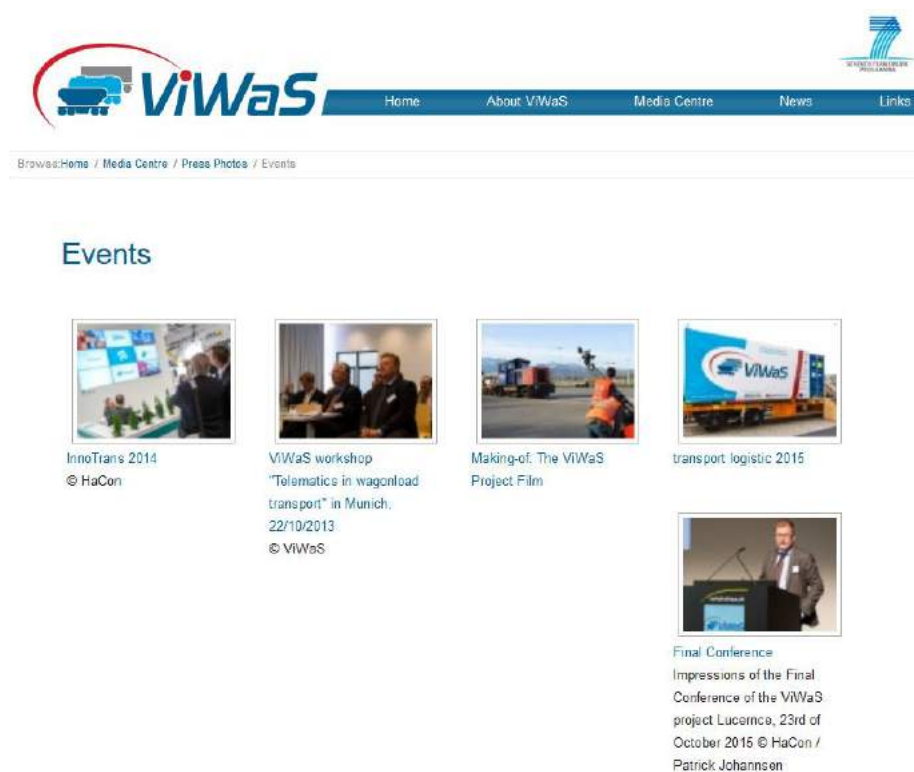 ViWaS
Home About ViWaS Media Centre News Links
Browse:Home / Media Centre / Press Photos / Events
Events
InnoTrans 2014
© HaCon
ViWaS workshop
"Telematics in wagonload
transport" in Munich,
22/10/2013
© ViWaS
Making-of: The ViWaS
Project Film
ViWaS
transport logistic 2015
ViWaS
Final Conference
Impressions of the Final
Conference of the ViWaS
project Lucernce, 23rd of
October 2015 © HaCon /
Patrick Johannsen